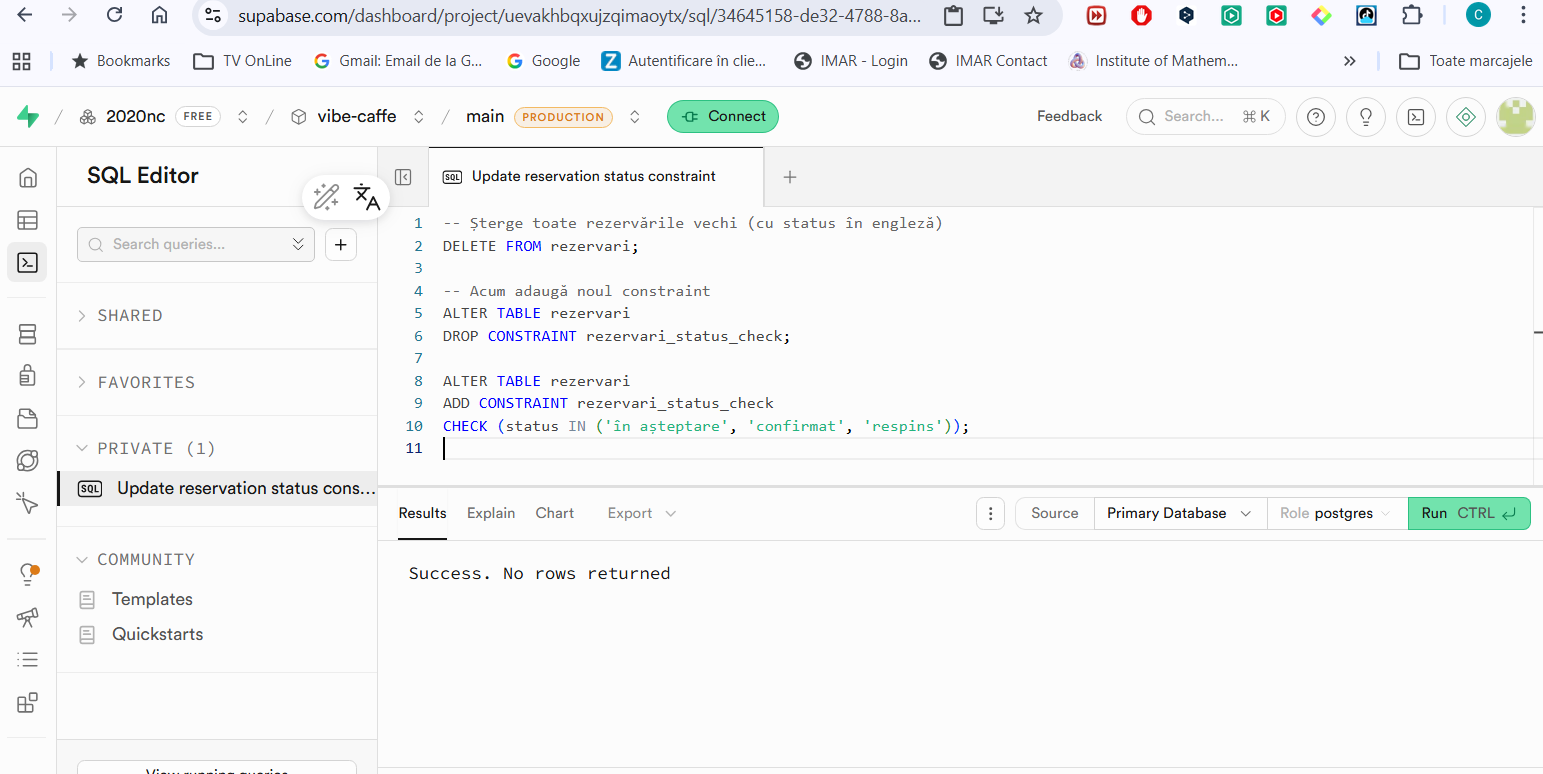 supabase.com/dashboard/project/uevakhbqxujzqimaoytx/sql/34645158-de32-4788-8a...
C
Bookmarks
TV OnLine
Gmail: Email de la G...
Google
Autentificare în clie...
IMAR - Login
IMAR Contact
Institute of Mathem...
»
Toate marcajele
/ 2020nc FREE / vibe-caffe / main PRODUCTION Connect
Feedback
Search... ⌘ K
SQL Editor
SQL Update reservation status constraint
Search queries...
SHARED
FAVORITES
PRIVATE (1)
SQL Update reservation status cons...
COMMUNITY
Templates
Quickstarts
View running queries
1 -- Șterge toate rezervările vechi (cu status în engleză)
2 DELETE FROM rezervari;
3
4 -- Acum adaugă noul constraint
5 ALTER TABLE rezervari
6 DROP CONSTRAINT rezervari_status_check;
7
8 ALTER TABLE rezervari
9 ADD CONSTRAINT rezervari_status_check
10 CHECK (status IN ('în așteptare', 'confirmat', 'respins'));
11
Results Explain Chart Export
Source Primary Database Role postgres Run CTRL
Success. No rows returned